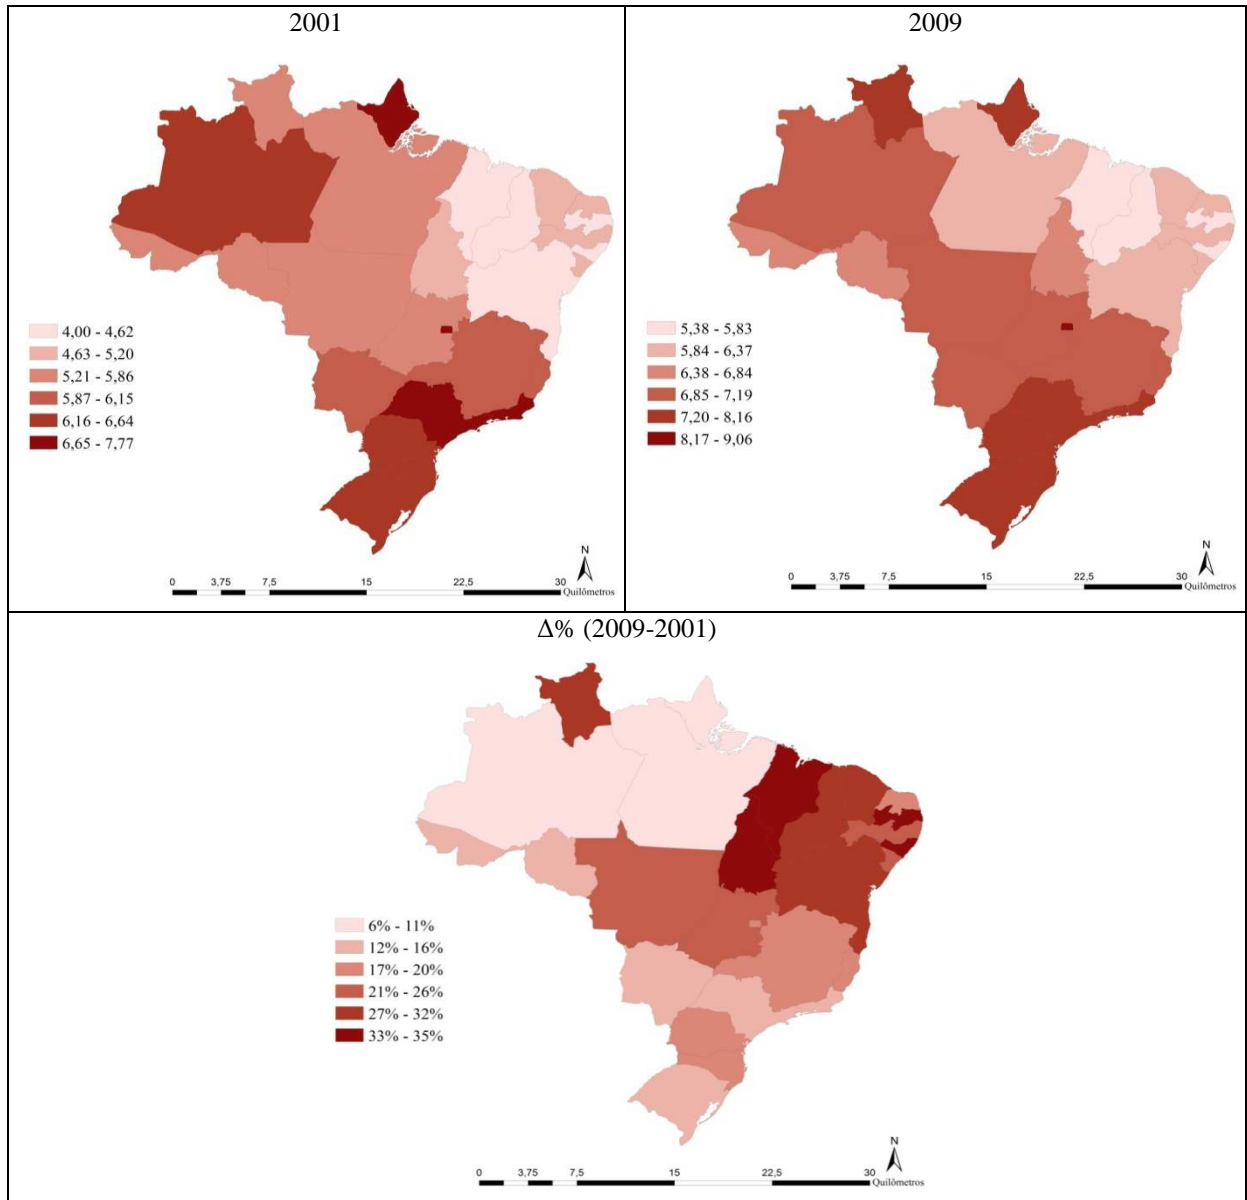 2001
4,00 - 4,62
4,63 - 5,20
5,21 - 5,86
5,87 - 6,15
6,16 - 6,64
6,65 - 7,77
N
0 3,75 7,5 15 22,5 30
Quilômetros
2009
5,38 - 5,83
5,84 - 6,37
6,38 - 6,84
6,85 - 7,19
7,20 - 8,16
8,17 - 9,06
N
0 3,75 7,5 15 22,5 30
Quilômetros
Δ% (2009-2001)
6% - 11%
12% - 16%
17% - 20%
21% - 26%
27% - 32%
33% - 35%
N
0 3,75 7,5 15 22,5 30
Quilômetros